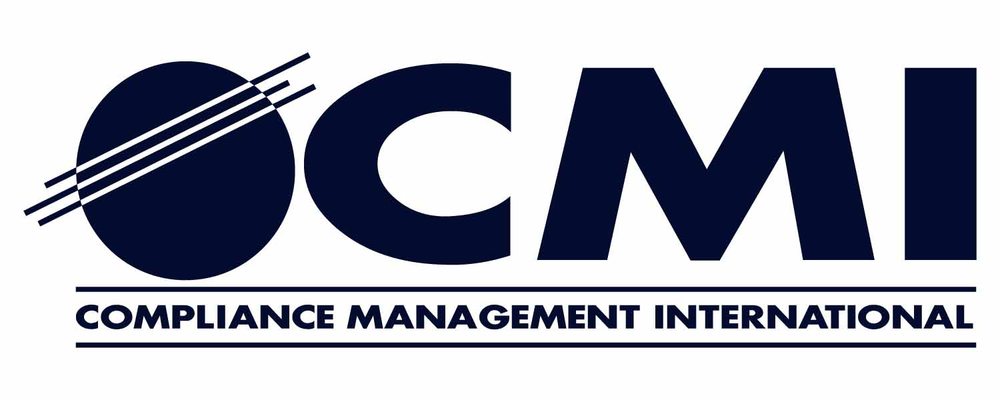 CMI
COMPLIANCE MANAGEMENT INTERNATIONAL